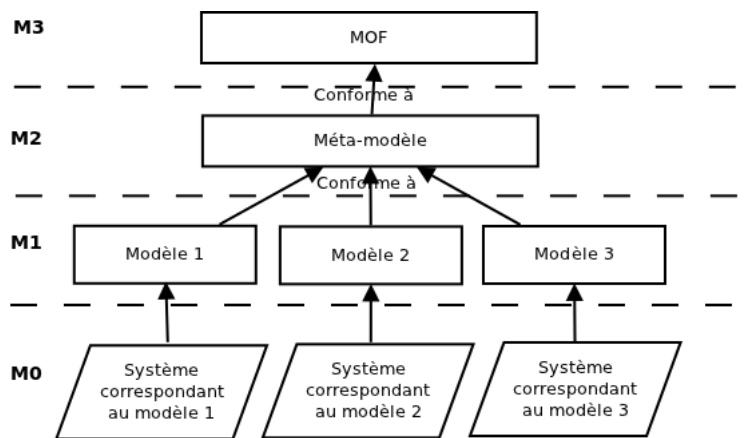 M3
MOF
Conforme à
M2
Méta-modèle
Conforme à
M1
Modèle 1
Modèle 2
Modèle 3
M0
Système
correspondant
au modèle 1
Système
correspondant
au modèle 2
Système
correspondant
au modèle 3